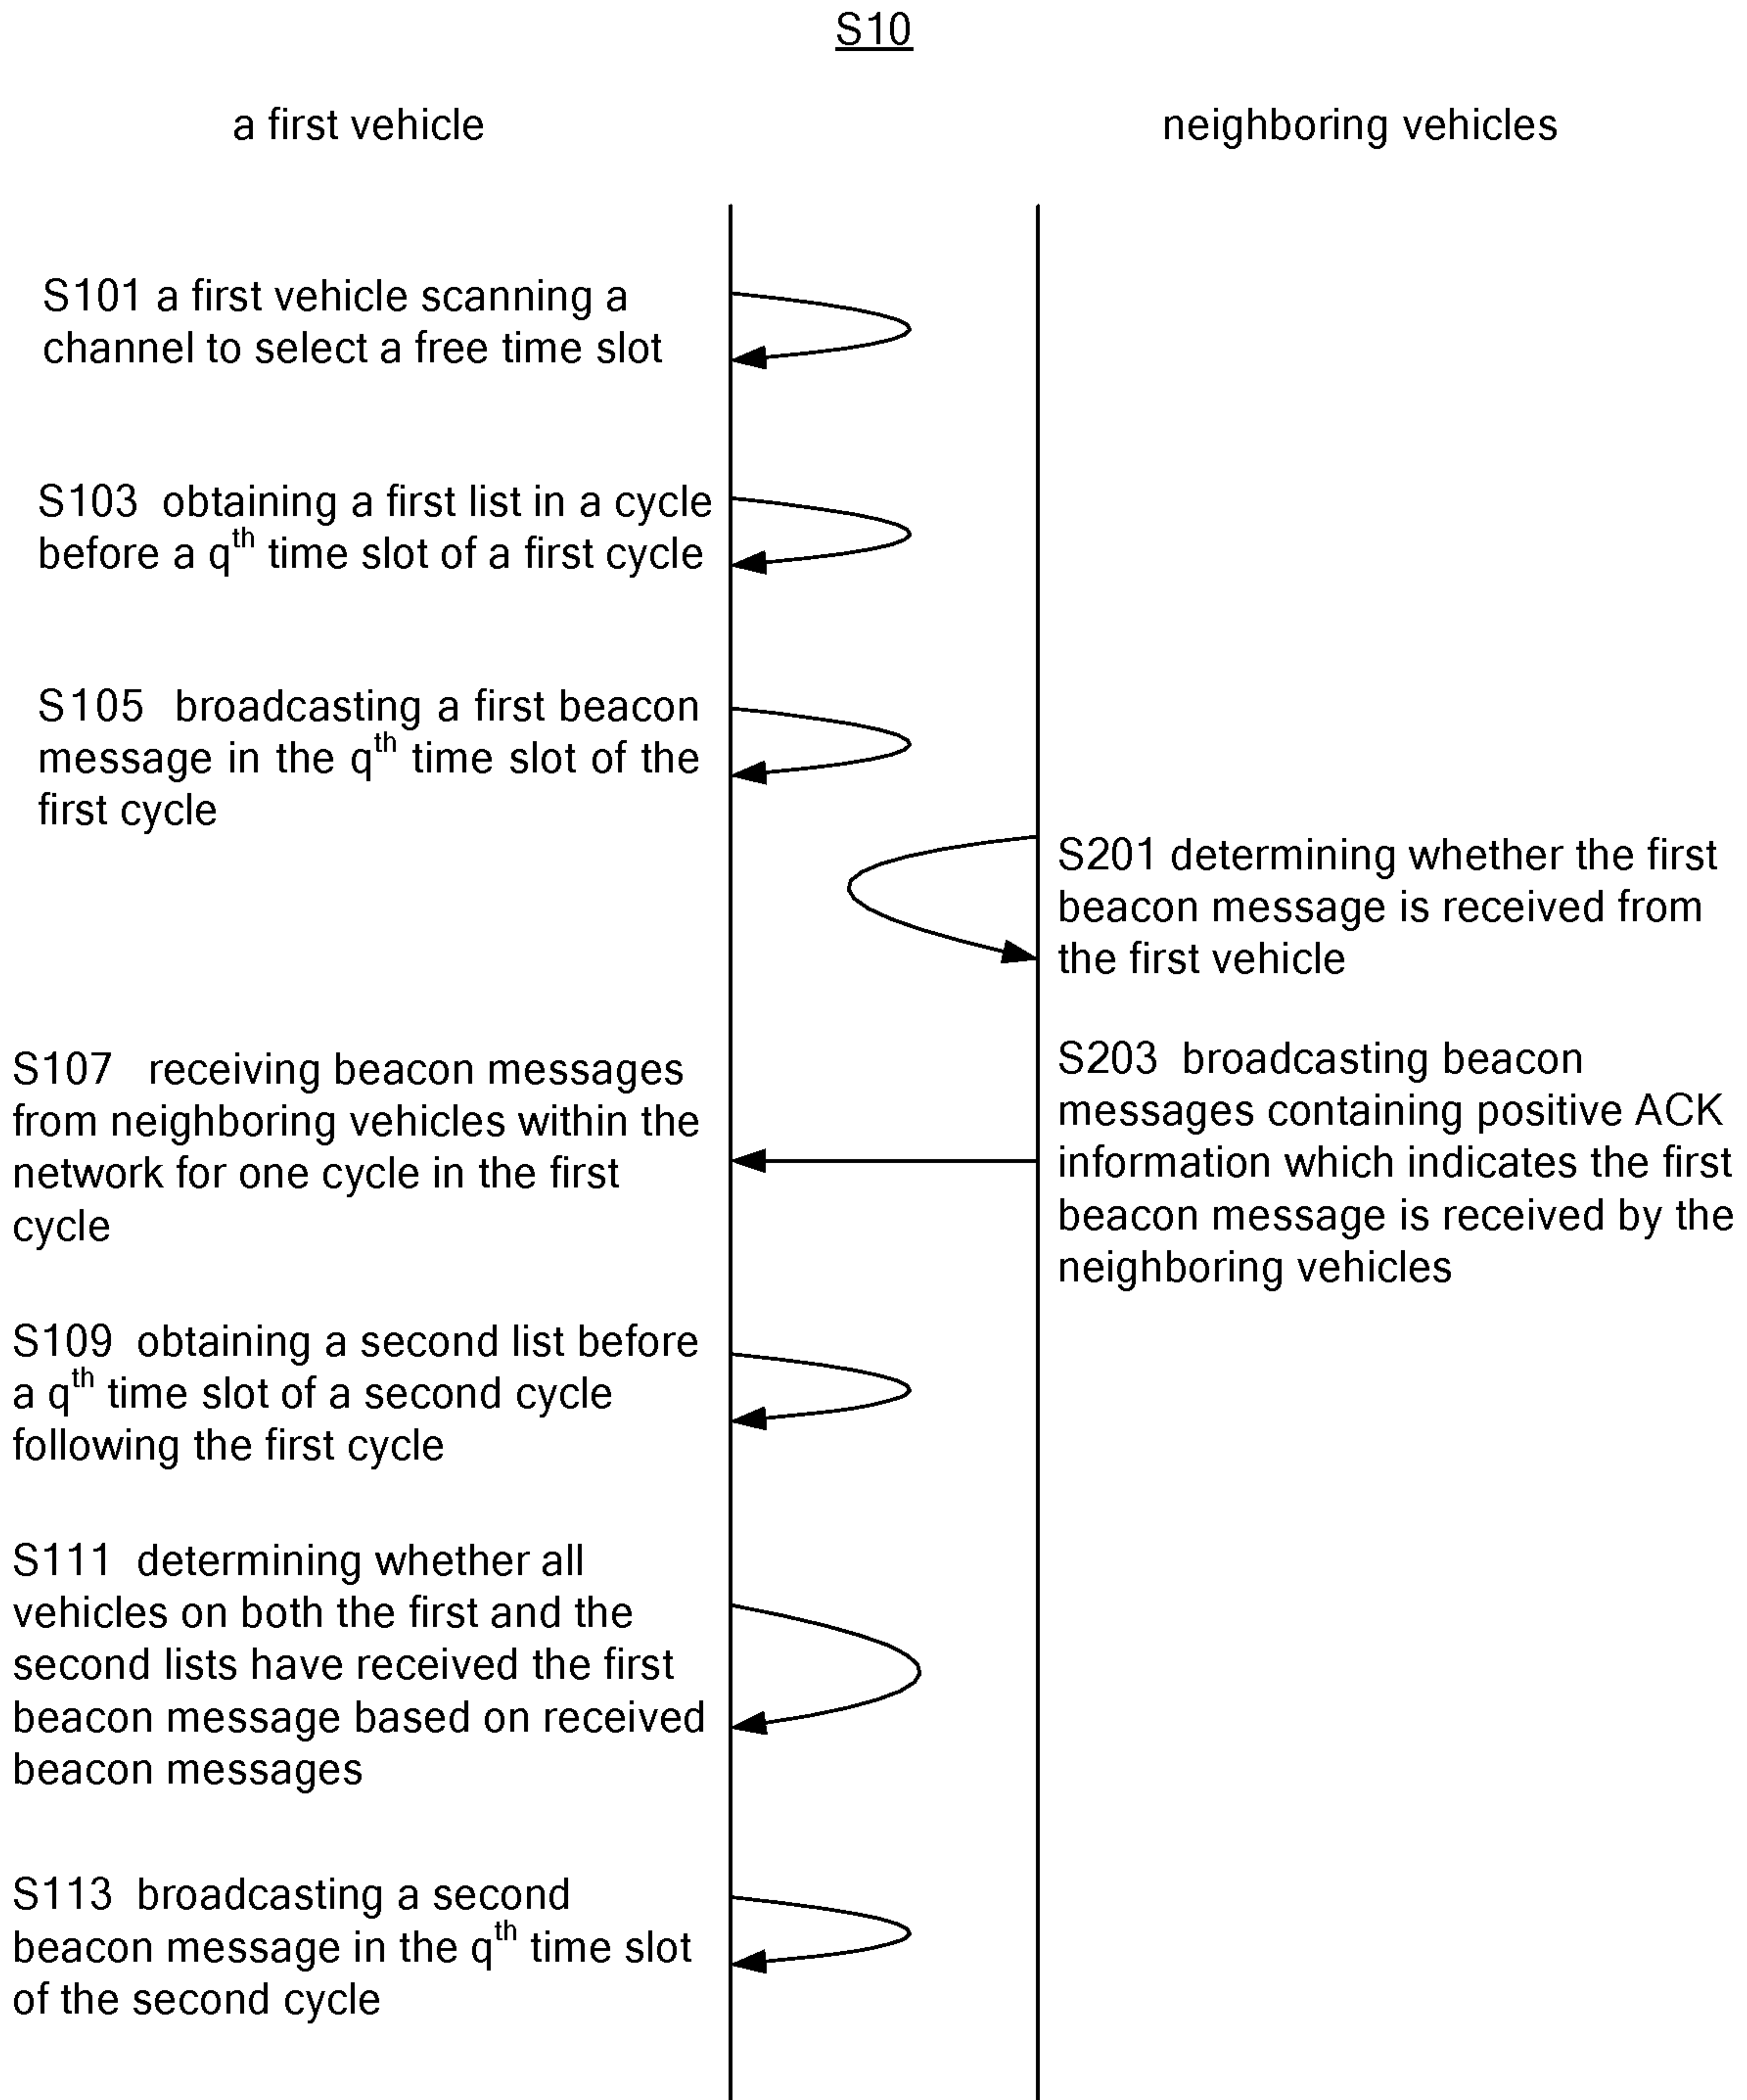 S10
a first vehicle
neighboring vehicles
S101 a first vehicle scanning a
channel to select a free time slot
S103 obtaining a first list in a cycle
before a qth time slot of a first cycle
S105 broadcasting a first beacon
message in the qth time slot of the
first cycle
S201 determining whether the first
beacon message is received from
the first vehicle
S107 receiving beacon messages
from neighboring vehicles within the
network for one cycle in the first
cycle
S203 broadcasting beacon
messages containing positive ACK
information which indicates the first
beacon message is received by the
neighboring vehicles
S109 obtaining a second list before
a qth time slot of a second cycle
following the first cycle
S111 determining whether all
vehicles on both the first and the
second lists have received the first
beacon message based on received
beacon messages
S113 broadcasting a second
beacon message in the qth time slot
of the second cycle